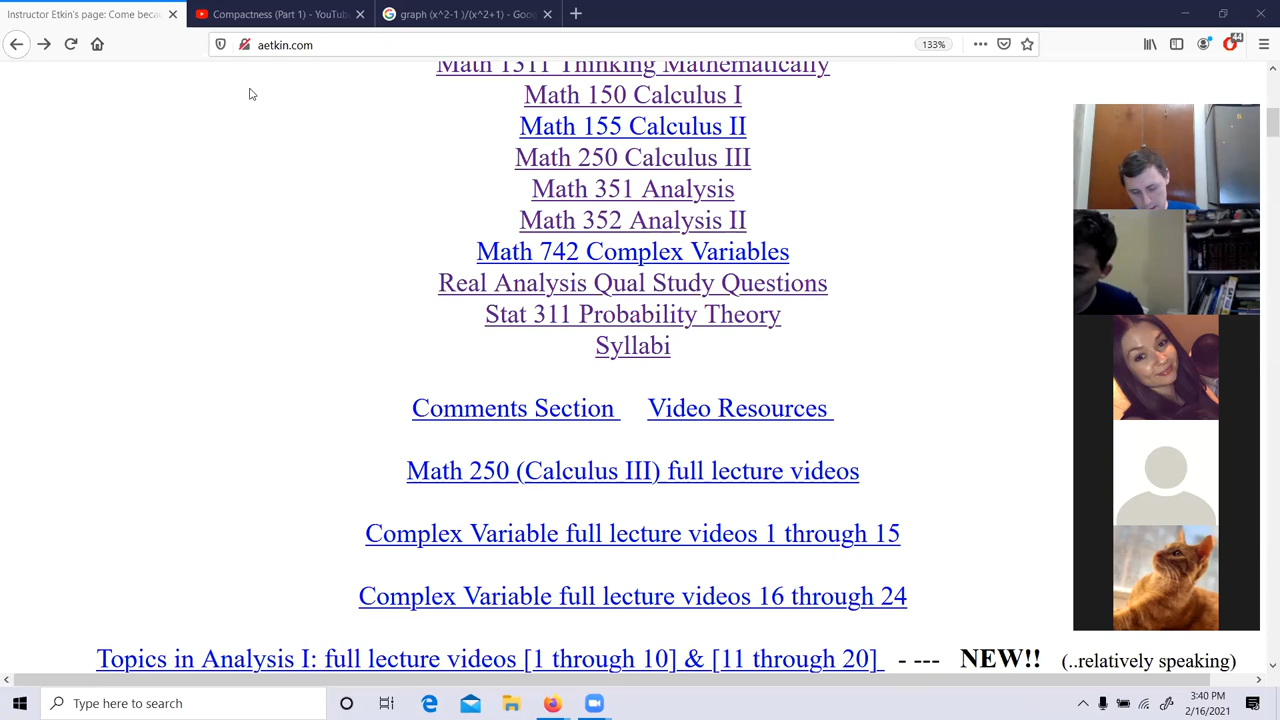 Instructor Etkin's page: Come beca
Compactness (Part 1) - YouTube
graph (x^2-1 )/(x^2+1) - Goog
aetkin.com
133%
44
Math 1311 Thinking Mathematically
Math 150 Calculus I
Math 155 Calculus II
Math 250 Calculus III
Math 351 Analysis
Math 352 Analysis II
Math 742 Complex Variables
Real Analysis Qual Study Questions
Stat 311 Probability Theory
Syllabi
Comments Section Video Resources
Math 250 (Calculus III) full lecture videos
Complex Variable full lecture videos 1 through 15
Complex Variable full lecture videos 16 through 24
Topics in Analysis I: full lecture videos [1 through 10] & [11 through 20] - --- NEW!! (..relatively speaking)
Type here to search
3:40 PM
2/16/2021